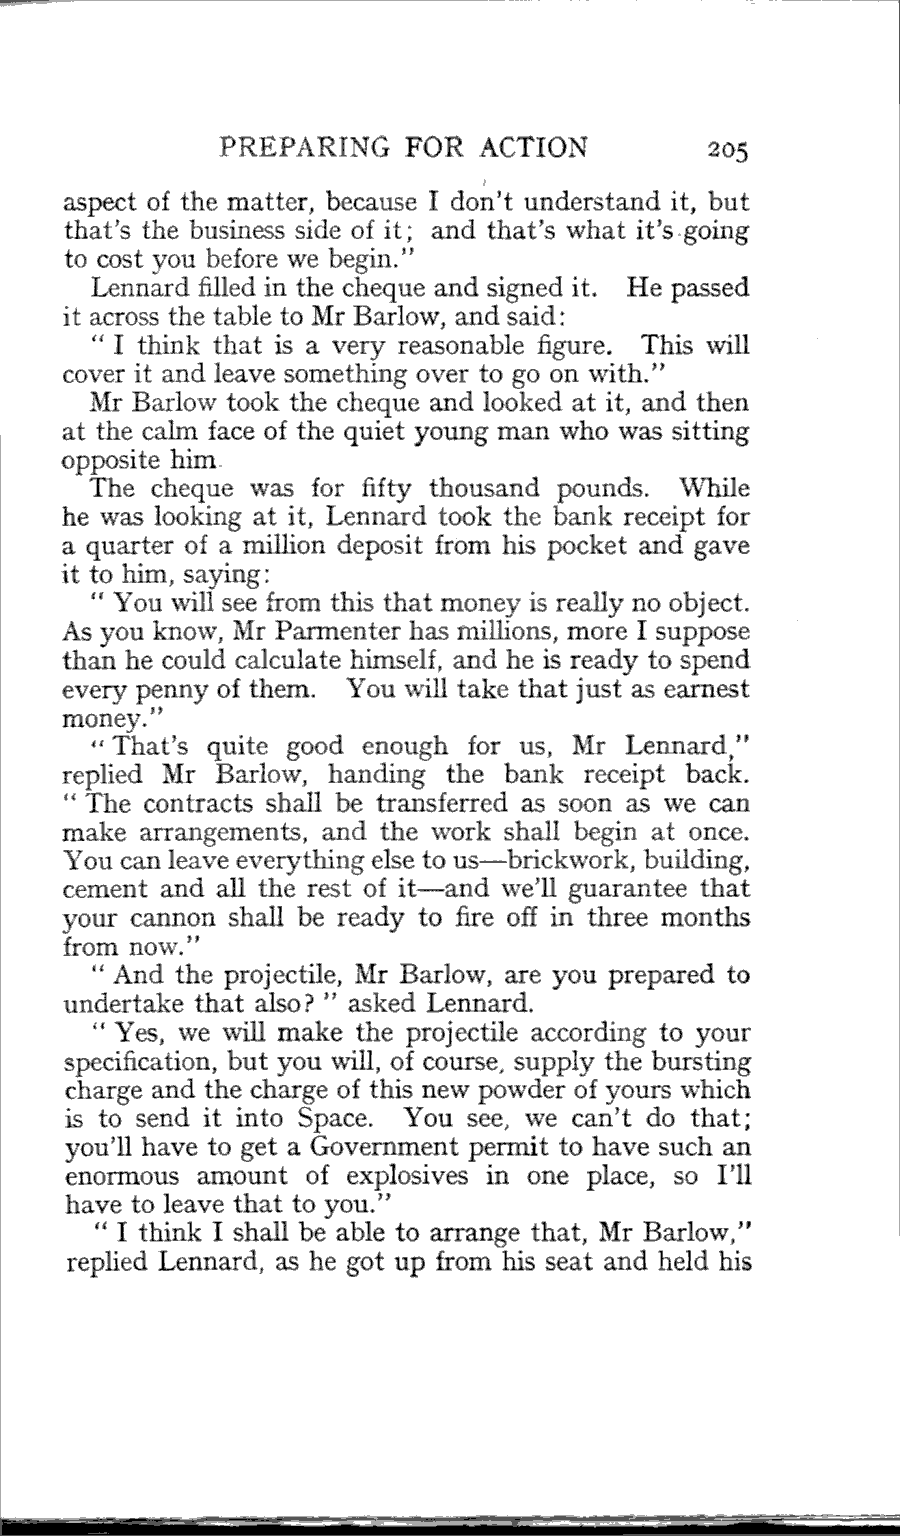 PREPARING FOR ACTION 205
aspect of the matter, because I don't understand it, but
that's the business side of it; and that's what it's going
to cost you before we begin."
Lennard filled in the cheque and signed it. He passed
it across the table to Mr Barlow, and said:
" I think that is a very reasonable figure. This will
cover it and leave something over to go on with."
Mr Barlow took the cheque and looked at it, and then
at the calm face of the quiet young man who was sitting
opposite him.
The cheque was for fifty thousand pounds. While
he was looking at it, Lennard took the bank receipt for
a quarter of a million deposit from his pocket and gave
it to him, saying:
" You will see from this that money is really no object.
As you know, Mr Parmenter has millions, more I suppose
than he could calculate himself, and he is ready to spend
every penny of them. You will take that just as earnest
money."
" That's quite good enough for us, Mr Lennard,"
replied Mr Barlow, handing the bank receipt back.
" The contracts shall be transferred as soon as we can
make arrangements, and the work shall begin at once.
You can leave everything else to us—brickwork, building,
cement and all the rest of it—and we'll guarantee that
your cannon shall be ready to fire off in three months
from now."
" And the projectile, Mr Barlow, are you prepared to
undertake that also? " asked Lennard.
" Yes, we will make the projectile according to your
specification, but you will, of course, supply the bursting
charge and the charge of this new powder of yours which
is to send it into Space. You see, we can't do that;
you'll have to get a Government permit to have such an
enormous amount of explosives in one place, so I'll
have to leave that to you."
" I think I shall be able to arrange that, Mr Barlow,"
replied Lennard, as he got up from his seat and held his